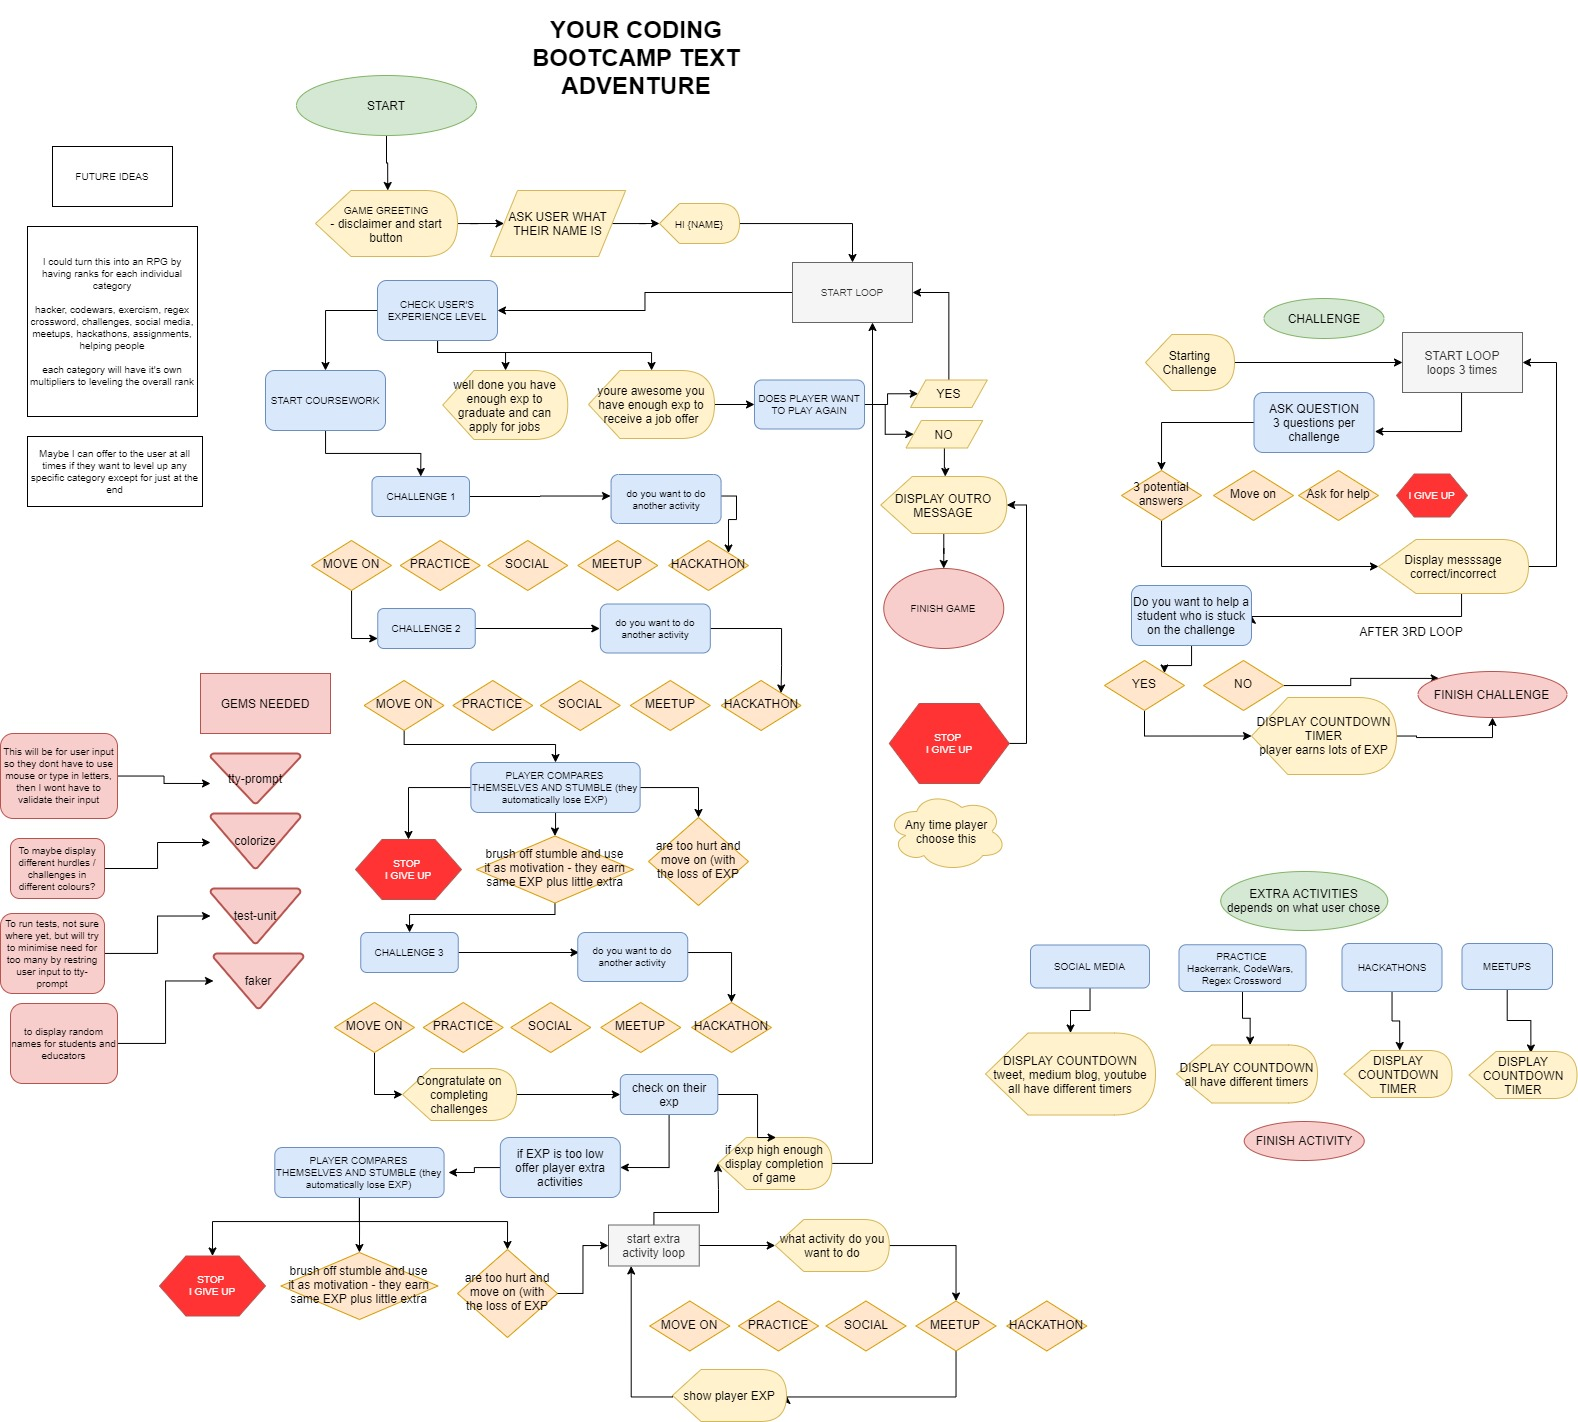 YOUR CODING
BOOTCAMP TEXT
ADVENTURE
START
FUTURE IDEAS
I could turn this into an RPG by
having ranks for each individual
category
hacker, codewars, exercism, regex
crossword, challenges, social media,
meetups, hackathons, assignments,
helping people
each category will have it's own
multipliers to leveling the overall rank
Maybe I can offer to the user at all
times if they want to level up any
specific category except for just at the
end
GAME GREETING
- disclaimer and start
button
ASK USER WHAT
THEIR NAME IS
HI {NAME}
START LOOP
CHECK USER'S
EXPERIENCE LEVEL
START COURSEWORK
well done you have
enough exp to
graduate and can
apply for jobs
youre awesome you
have enough exp to
receive a job offer
DOES PLAYER WANT
TO PLAY AGAIN
YES
NO
DISPLAY OUTRO
MESSAGE
FINISH GAME
STOP
I GIVE UP
Any time player
choose this
CHALLENGE 1
do you want to do
another activity
MOVE ON
PRACTICE
SOCIAL
MEETUP
HACKATHON
CHALLENGE 2
do you want to do
another activity
MOVE ON
PRACTICE
SOCIAL
MEETUP
HACKATHON
PLAYER COMPARES
THEMSELVES AND STUMBLE (they
automatically lose EXP)
STOP
I GIVE UP
brush off stumble and use
it as motivation - they earn
same EXP plus little extra
are too hurt and
move on (with
the loss of EXP
CHALLENGE 3
do you want to do
another activity
MOVE ON
PRACTICE
SOCIAL
MEETUP
HACKATHON
Congratulate on
completing
challenges
check on their
exp
if EXP is too low
offer player extra
activities
if exp high enough
display completion
of game
PLAYER COMPARES
THEMSELVES AND STUMBLE (they
automatically lose EXP)
STOP
I GIVE UP
brush off stumble and use
it as motivation - they earn
same EXP plus little extra
are too hurt and
move on (with
the loss of EXP
start extra
activity loop
what activity do you
want to do
MOVE ON
PRACTICE
SOCIAL
MEETUP
HACKATHON
show player EXP
GEMS NEEDED
This will be for user input
so they dont have to use
mouse or type in letters,
then I wont have to
validate their input
tty-prompt
To maybe display
different hurdles /
challenges in
different colours?
colorize
To run tests, not sure
where yet, but will try
to minimise need for
too many by restring
user input to tty-
prompt
test-unit
to display random
names for students and
educators
faker
CHALLENGE
Starting
Challenge
START LOOP
loops 3 times
ASK QUESTION
3 questions per
challenge
3 potential
answers
Move on
Ask for help
I GIVE UP
Display messsage
correct/incorrect
Do you want to help a
student who is stuck
on the challenge
AFTER 3RD LOOP
YES
NO
FINISH CHALLENGE
DISPLAY COUNTDOWN
TIMER
player earns lots of EXP
EXTRA ACTIVITIES
depends on what user chose
SOCIAL MEDIA
PRACTICE
Hackerrank, CodeWars,
Regex Crossword
HACKATHONS
MEETUPS
DISPLAY COUNTDOWN
tweet, medium blog, youtube
all have different timers
DISPLAY COUNTDOWN
all have different timers
DISPLAY
COUNTDOWN
TIMER
DISPLAY
COUNTDOWN
TIMER
FINISH ACTIVITY